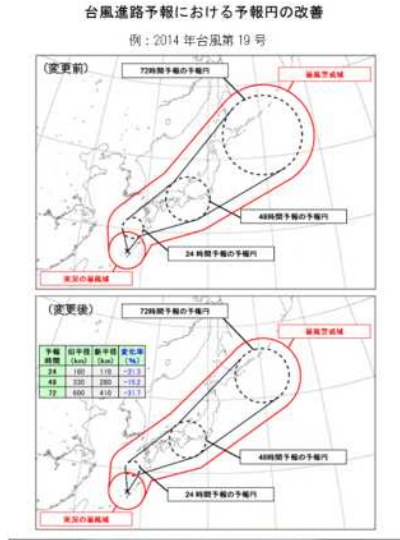 台風進路予報における予報円の改善
例：2014 年台風第 19 号
(変更前)
72時間予報の予報円
暴風警戒域
48時間予報の予報円
24 時間予報の予報円
実況の暴風域
(変更後)
72時間予報の予報円
暴風警戒域
予報時間 旧半径(km) 新半径(km) 変化率(%)
24 160 110 -31.3
48 330 280 -15.2
72 600 410 -31.7
48時間予報の予報円
24 時間予報の予報円
実況の暴風域